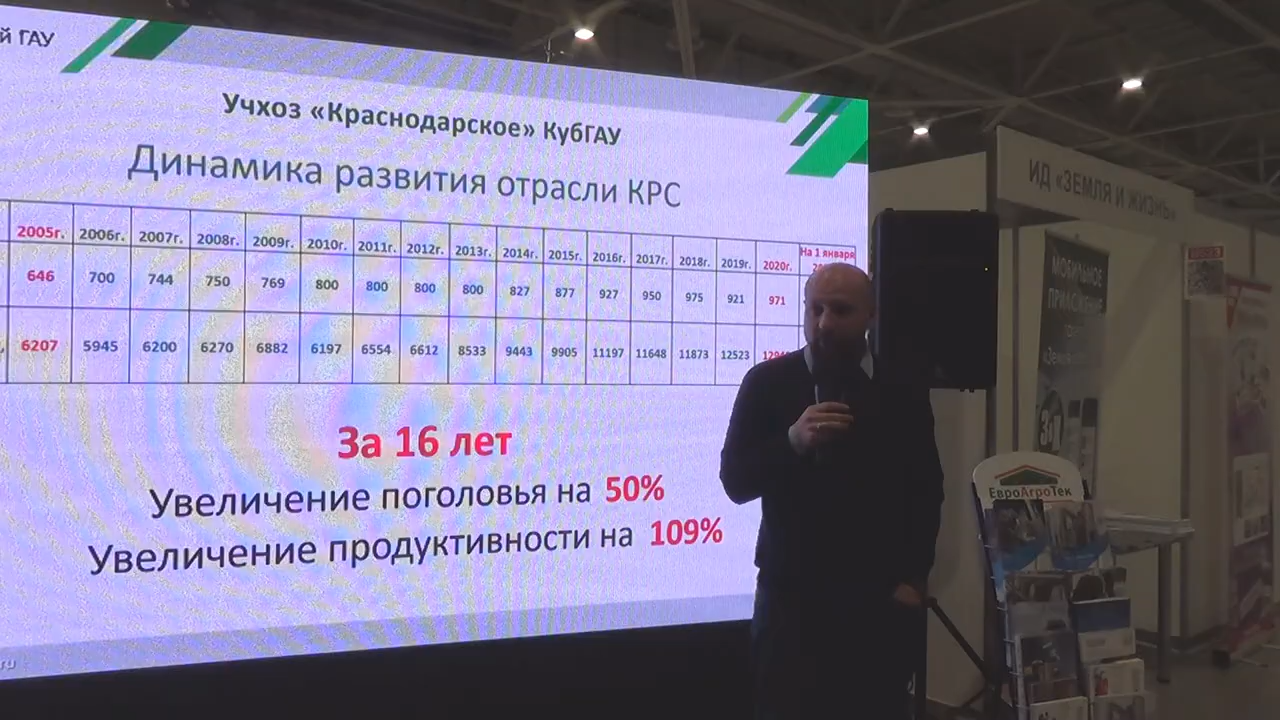 й ГАУ
Учхоз «Краснодарское» КубГАУ
Динамика развития отрасли КРС
2005г. 2006г. 2007г. 2008г. 2009г. 2010г. 2011г. 2012г. 2013г. 2014г. 2015г. 2016г. 2017г. 2018г. 2019г. 2020г. На 1 января
646 700 744 750 769 800 800 800 800 827 877 927 950 975 921 971
6207 5945 6200 6270 6882 6197 6554 6612 8533 9443 9905 11197 11648 11873 12523
За 16 лет
Увеличение поголовья на 50%
Увеличение продуктивности на 109%
ru
ИД «ЗЕМЛЯ И ЖИЗНЬ»
МОБИЛЬНОЕ
ПРИЛОЖЕНИЕ
ЕвроАгроТек